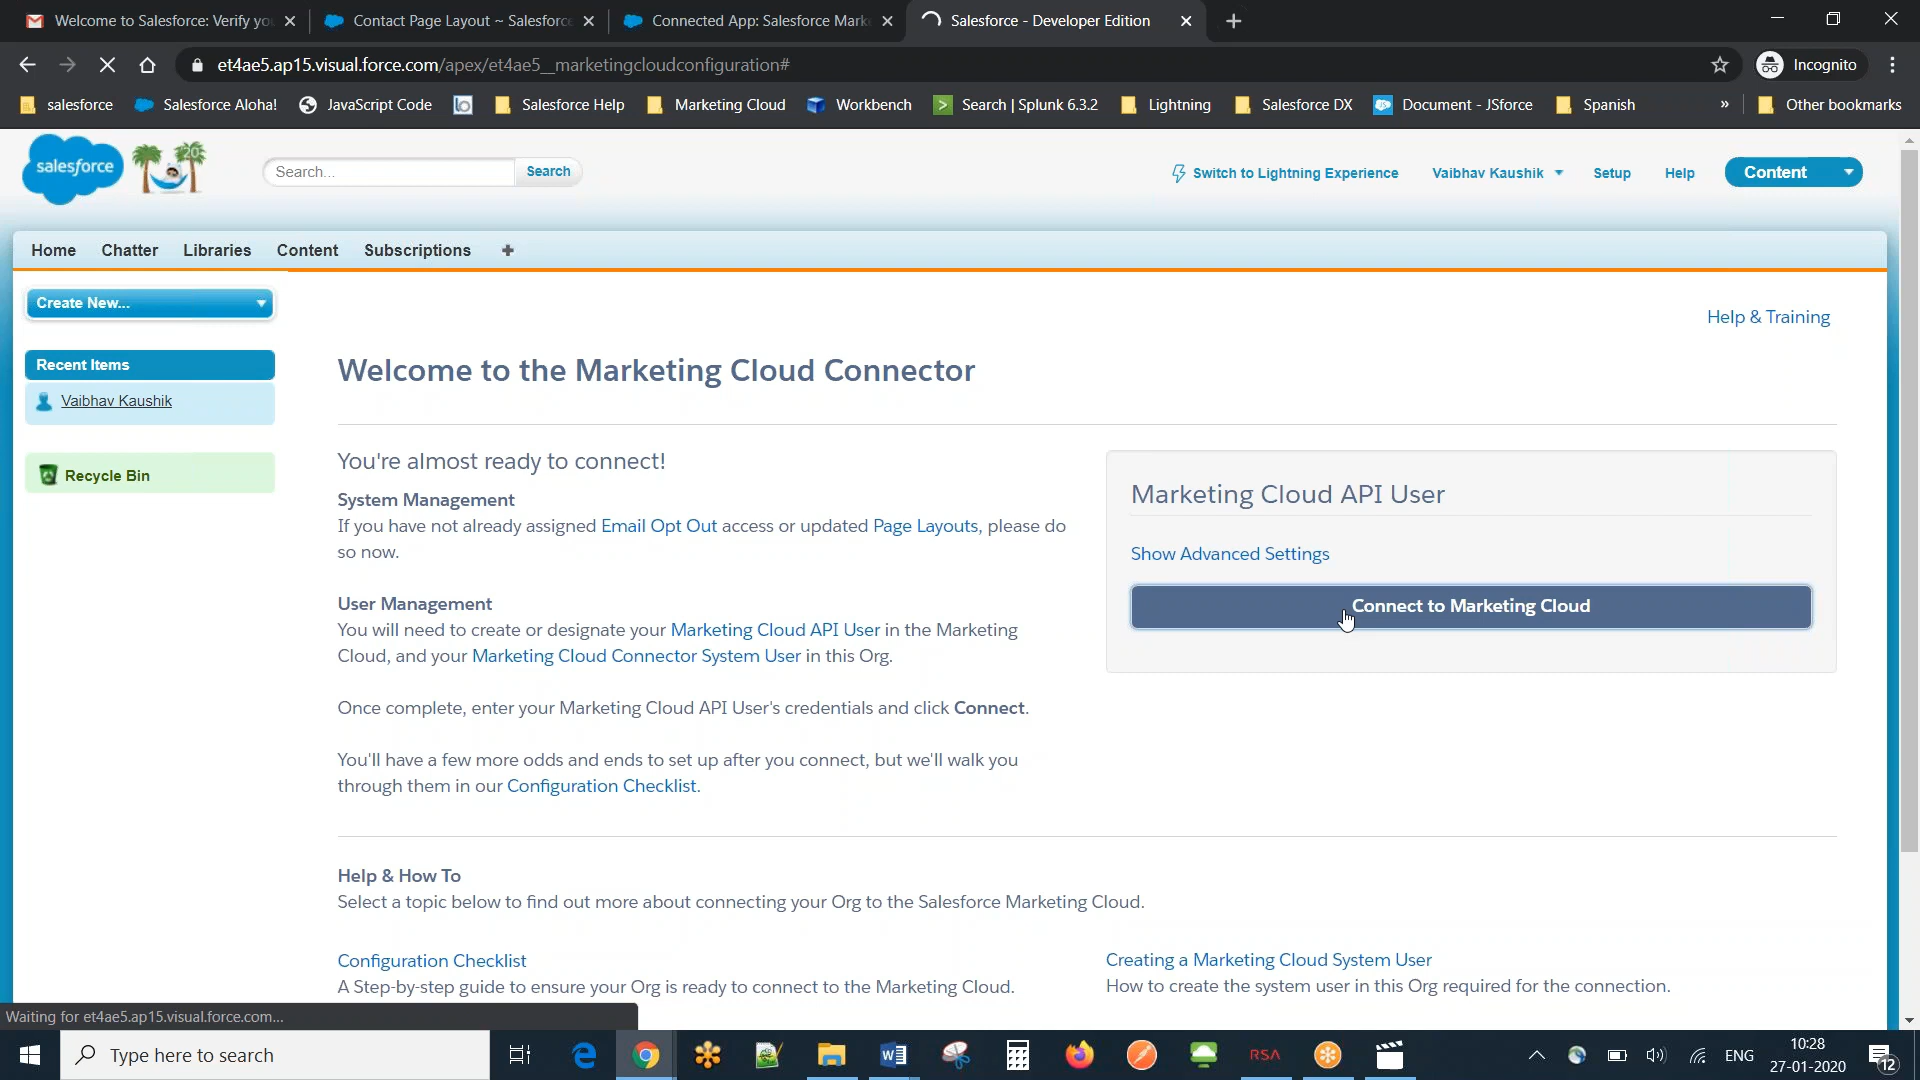 Welcome to Salesforce: Verify yo
Contact Page Layout ~ Salesforce
Connected App: Salesforce Mark
Salesforce - Developer Edition
et4ae5.ap15.visual.force.com/apex/et4ae5__marketingcloudconfiguration#
Incognito
salesforce
Salesforce Aloha!
JavaScript Code
Salesforce Help
Marketing Cloud
Workbench
Search | Splunk 6.3.2
Lightning
Salesforce DX
Document - JSforce
Spanish
»
Other bookmarks
salesforce
20
Search...
Search
Switch to Lightning Experience
Vaibhav Kaushik
Setup
Help
Content
Home
Chatter
Libraries
Content
Subscriptions
+
Create New...
Recent Items
Vaibhav Kaushik
Recycle Bin
Help & Training
Welcome to the Marketing Cloud Connector
You're almost ready to connect!
System Management
If you have not already assigned Email Opt Out access or updated Page Layouts, please do
so now.
User Management
You will need to create or designate your Marketing Cloud API User in the Marketing
Cloud, and your Marketing Cloud Connector System User in this Org.
Once complete, enter your Marketing Cloud API User's credentials and click Connect.
You'll have a few more odds and ends to set up after you connect, but we'll walk you
through them in our Configuration Checklist.
Marketing Cloud API User
Show Advanced Settings
Connect to Marketing Cloud
Help & How To
Select a topic below to find out more about connecting your Org to the Salesforce Marketing Cloud.
Configuration Checklist
A Step-by-step guide to ensure your Org is ready to connect to the Marketing Cloud.
Creating a Marketing Cloud System User
How to create the system user in this Org required for the connection.
Waiting for et4ae5.ap15.visual.force.com...
Type here to search
RSA
ENG
10:28
27-01-2020
12